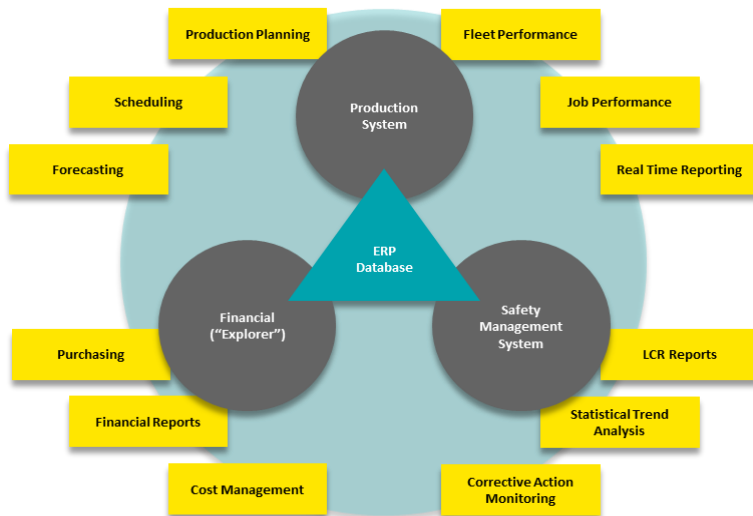 Production Planning
Fleet Performance
Scheduling
Production
System
Job Performance
Forecasting
Real Time Reporting
ERP
Database
Financial
(“Explorer”)
Safety
Management
System
Purchasing
LCR Reports
Financial Reports
Statistical Trend
Analysis
Cost Management
Corrective Action
Monitoring